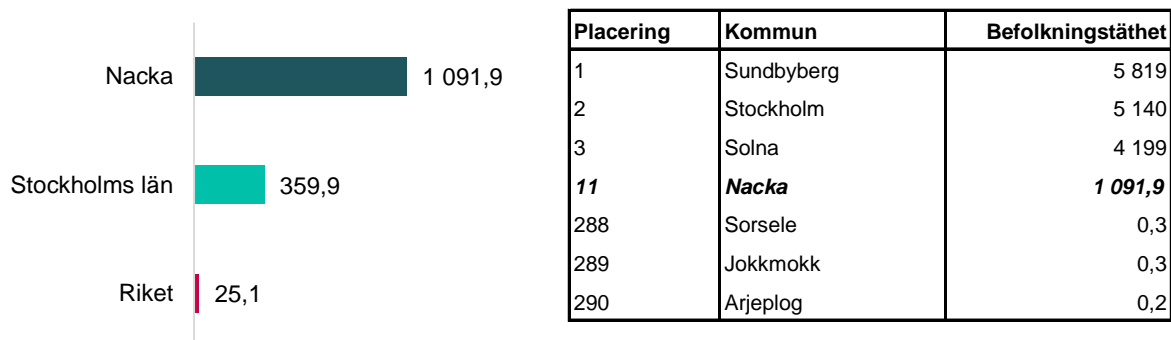 Nacka 1 091,9
Stockholms län 359,9
Riket 25,1
Placering Kommun Befolkningstäthet
1 Sundbyberg 5 819
2 Stockholm 5 140
3 Solna 4 199
11 Nacka 1 091,9
288 Sorsele 0,3
289 Jokkmokk 0,3
290 Arjeplog 0,2